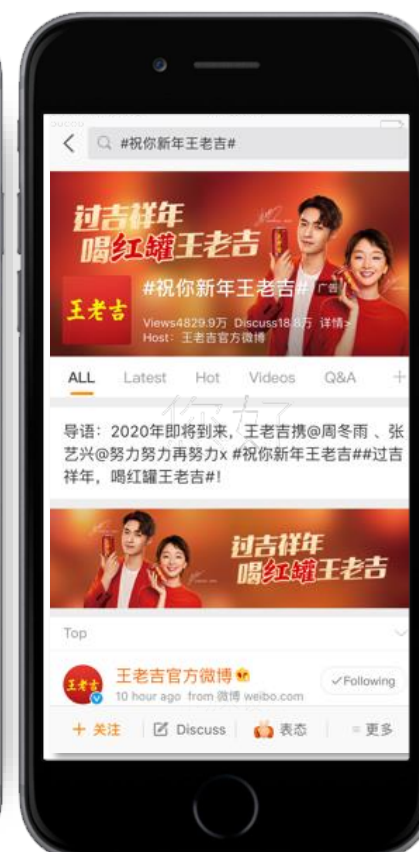 #祝你新年王老吉#
过吉祥年
喝红罐王老吉
王老吉
#祝你新年王老吉# 广告
Views4829.9万 Discuss18.8万 详情>
Host: 王老吉官方微博
ALL Latest Hot Videos Q&A +
您好
导语：2020年即将到来，王老吉携@周冬雨 、张
艺兴@努力努力再努力x #祝你新年王老吉##过吉
祥年，喝红罐王老吉#!
过吉祥年
喝红罐王老吉
Top
王老吉
王老吉官方微博
10 hour ago from 微博 weibo.com
Following
+ 关注 Discuss 表态 更多